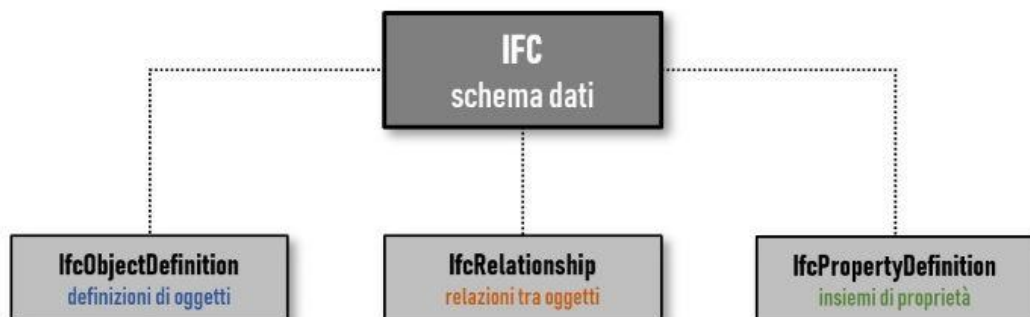 IFC
schema dati
IfcObjectDefinition
definizioni di oggetti
IfcRelationship
relazioni tra oggetti
IfcPropertyDefinition
insiemi di proprietà